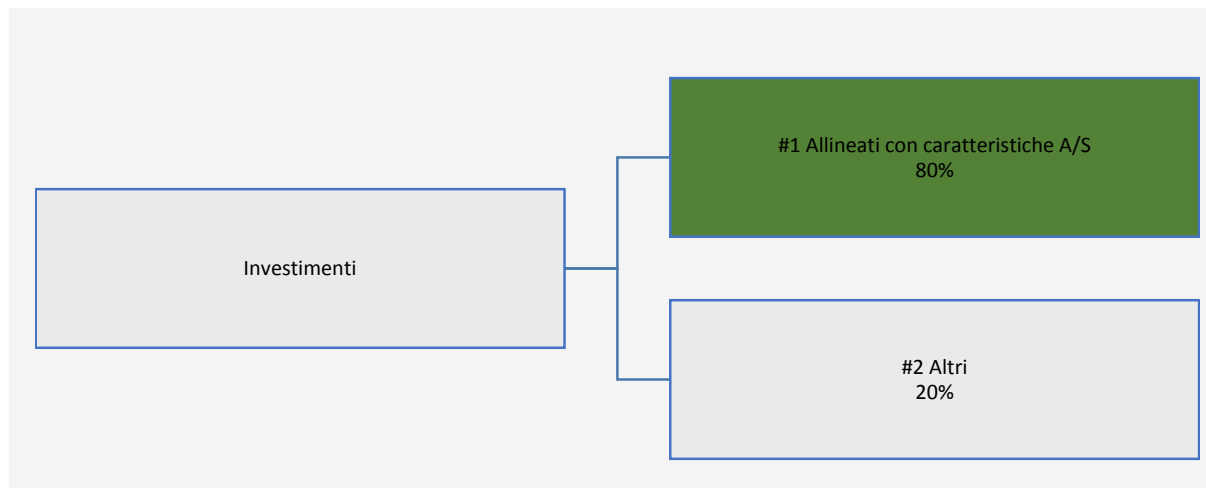 #1 Allineati con caratteristiche A/S
80%
Investimenti
#2 Altri
20%